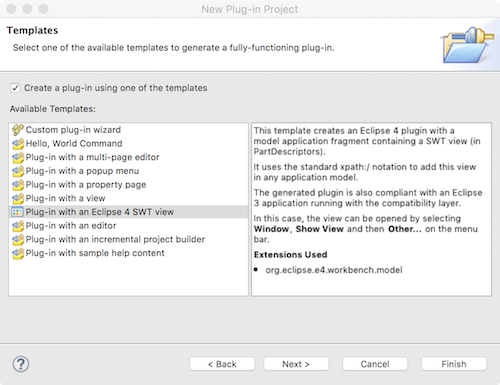 New Plug-in Project
Templates
Select one of the available templates to generate a fully-functioning plug-in.
Create a plug-in using one of the templates
Available Templates:
Custom plug-in wizard
Hello, World Command
Plug-in with a multi-page editor
Plug-in with a popup menu
Plug-in with a property page
Plug-in with a view
Plug-in with an Eclipse 4 SWT view
Plug-in with an editor
Plug-in with an incremental project builder
Plug-in with sample help content
This template creates an Eclipse 4 plugin with a
model application fragment containing a SWT view (in
PartDescriptors).
It uses the standard xpath:/ notation to add this view
in any application model.
The generated plugin is also compliant with an Eclipse
3 application running with the compatibility layer.
In this case, the view can be opened by selecting
Window, Show View and then Other... on the menu
bar.
Extensions Used
• org.eclipse.e4.workbench.model
?
< Back
Next >
Cancel
Finish